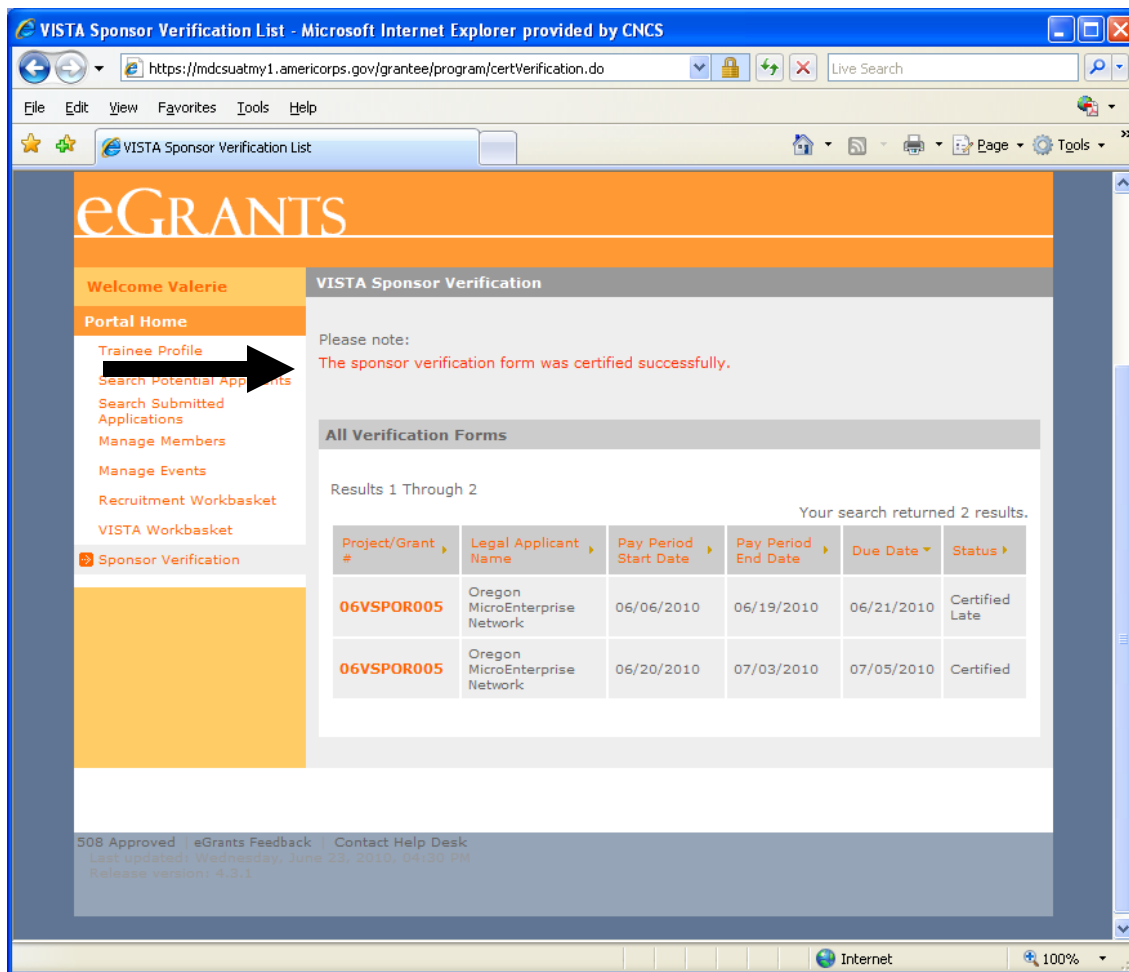 VISTA Sponsor Verification List - Microsoft Internet Explorer provided by CNCS
https://mdcsuatmy1.americorps.gov/grantee/program/certVerification.do
Live Search
File Edit View Favorites Tools Help
VISTA Sponsor Verification List
Page Tools
eGRANTS
Welcome Valerie
Portal Home
Trainee Profile
Search Potential Applicants
Search Submitted
Applications
Manage Members
Manage Events
Recruitment Workbasket
VISTA Workbasket
Sponsor Verification
VISTA Sponsor Verification
Please note:
The sponsor verification form was certified successfully.
All Verification Forms
Results 1 Through 2
Your search returned 2 results.
Project/Grant
#
Legal Applicant
Name
Pay Period
Start Date
Pay Period
End Date
Due Date
Status
06VSPOR005
Oregon
MicroEnterprise
Network
06/06/2010
06/19/2010
06/21/2010
Certified
Late
06VSPOR005
Oregon
MicroEnterprise
Network
06/20/2010
07/03/2010
07/05/2010
Certified
508 Approved | eGrants Feedback | Contact Help Desk
Last updated: Wednesday, June 23, 2010, 04:30 PM
Release version: 4.3.1
Internet
100%